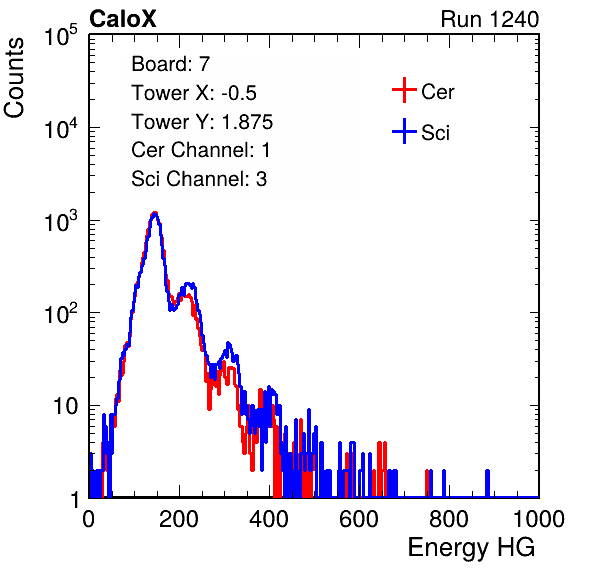 CaloX Run 1240
Counts
10^5
10^4
10^3
10^2
10
1
Board: 7
Tower X: -0.5
Tower Y: 1.875
Cer Channel: 1
Sci Channel: 3
Cer
Sci
0 200 400 600 800 1000
Energy HG